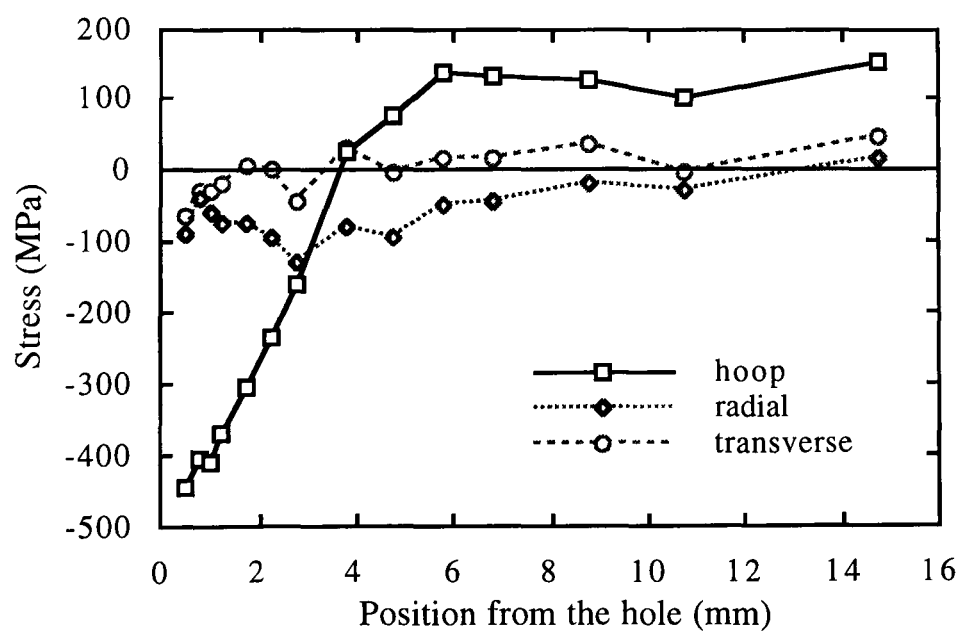 200
100
0
-100
-200
-300
-400
-500
Stress (MPa)
hoop
radial
transverse
0 2 4 6 8 10 12 14 16
Position from the hole (mm)